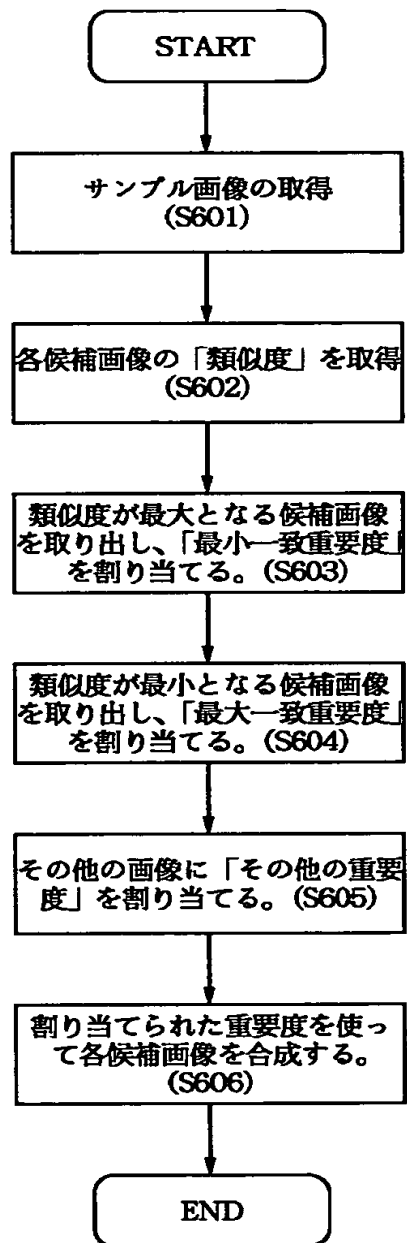 START
サンプル画像の取得
(S601)
各候補画像の「類似度」を取得
(S602)
類似度が最大となる候補画像
を取り出し、「最小一致重要度」
を割り当てる。(S603)
類似度が最小となる候補画像
を取り出し、「最大一致重要度」
を割り当てる。(S604)
その他の画像に「その他の重要
度」を割り当てる。(S605)
割り当てられた重要度を使っ
て各候補画像を合成する。
(S606)
END